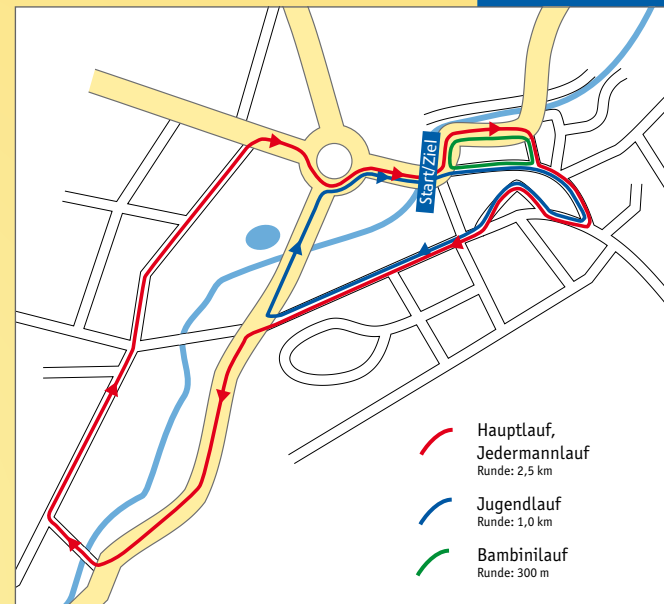 Start/Ziel
Hauptlauf,
Jedermannlauf
Runde: 2,5 km
Jugendlauf
Runde: 1,0 km
Bambinilauf
Runde: 300 m